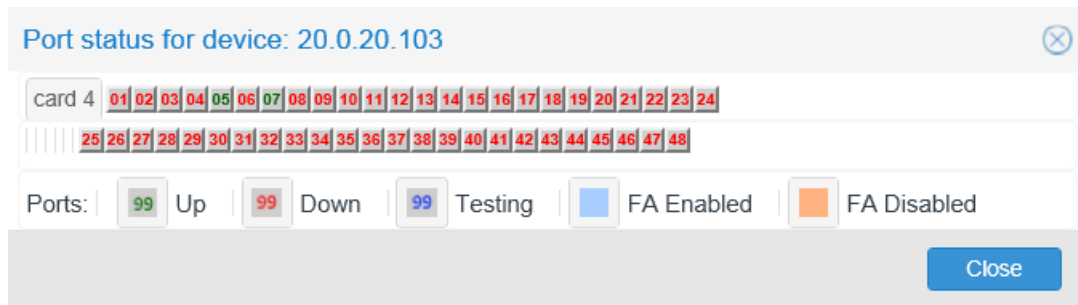 Port status for device: 20.0.20.103
card 4 01 02 03 04 05 06 07 08 09 10 11 12 13 14 15 16 17 18 19 20 21 22 23 24
25 26 27 28 29 30 31 32 33 34 35 36 37 38 39 40 41 42 43 44 45 46 47 48
Ports: 99 Up 99 Down 99 Testing FA Enabled FA Disabled
Close